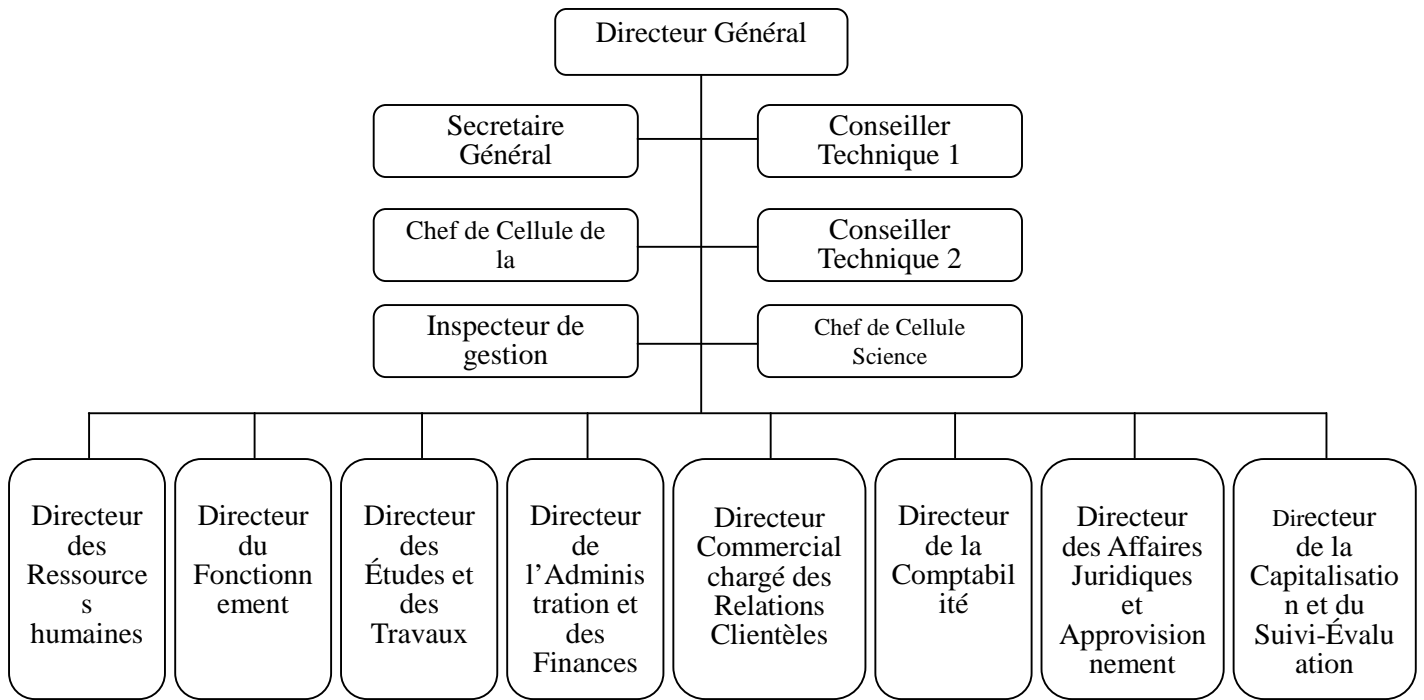 Directeur Général
Secretaire
Général
Conseiller
Technique 1
Chef de Cellule de
la
Conseiller
Technique 2
Inspecteur de
gestion
Chef de Cellule
Science
Directeur
des
Ressource
s
humaines
Directeur
du
Fonctionn
ement
Directeur
des
Études et
des
Travaux
Directeur
de
l’Adminis
tration et
des
Finances
Directeur
Commercial
chargé des
Relations
Clientèles
Directeur
de la
Comptabil
ité
Directeur
des Affaires
Juridiques
et
Approvision
nement
Directeur
de la
Capitalisatio
n et du
Suivi-Évalu
ation